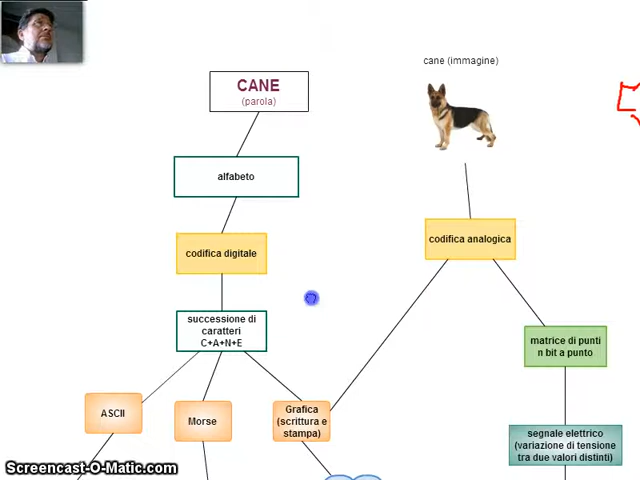 cane (immagine)
CANE
(parola)
alfabeto
codifica analogica
codifica digitale
successione di
caratteri
C+A+N+E
matrice di punti
n bit a punto
ASCII
Morse
Grafica
(scrittura e
stampa)
segnale elettrico
(variazione di tensione
tra due valori distinti)
Screencast-O-Matic.com